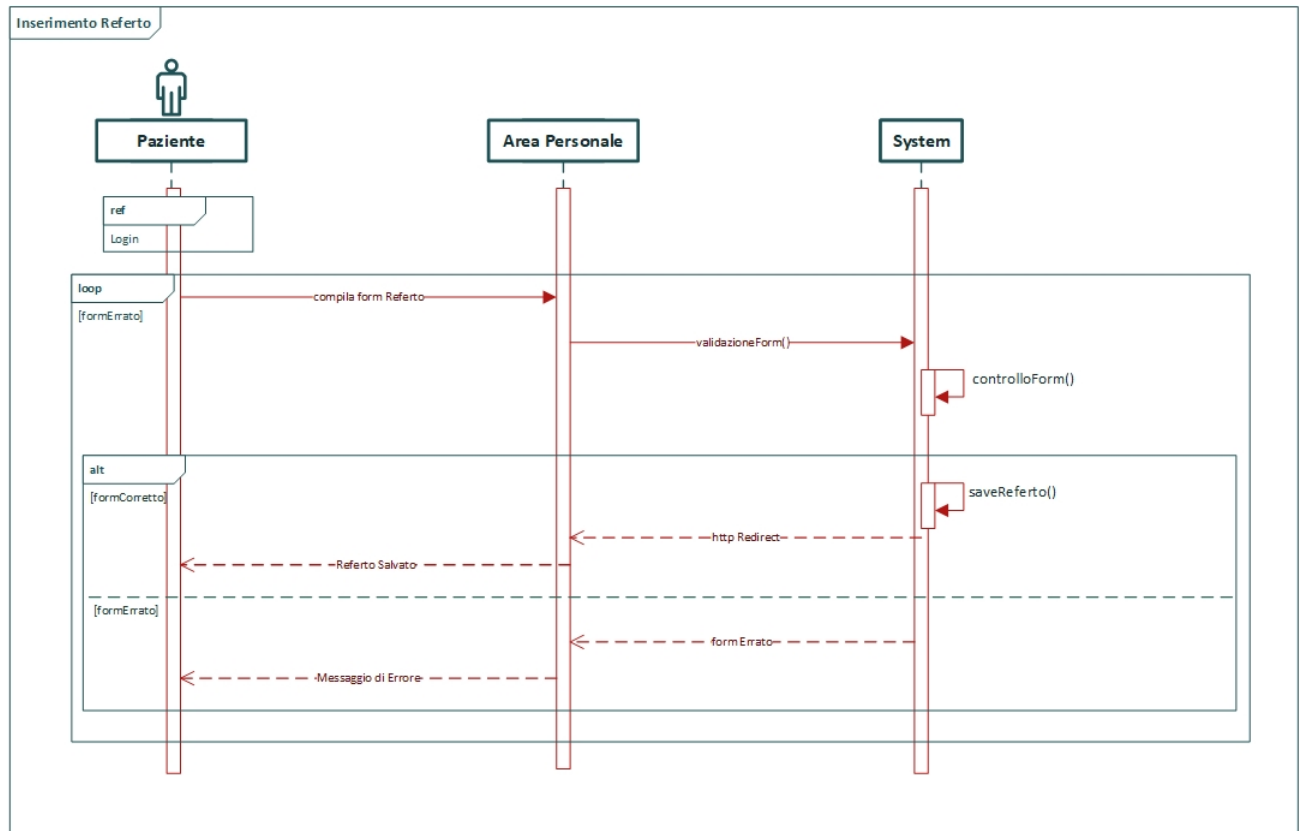 Inserimento Referto
Paziente
Area Personale
System
ref
Login
loop
[formErrato]
compila form Referto
validazioneForm()
controlloForm()
alt
[formCorretto]
saveReferto()
http Redirect
Referto Salvato
[formErrato]
form Errato
Messaggio di Errore